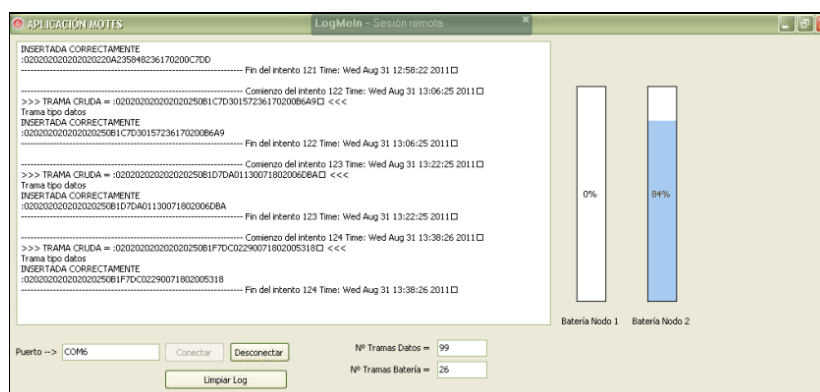 APLICACIÓN MOTES
LogMeIn - Sesión remota
INSERTADA CORRECTAMENTE
:020202020202020220A235848236170200C7DD
------------------------------------------------------------ Fin del intento 121 Time: Wed Aug 31 12:58:22 2011□
------------------------------------------------------------ Comienzo del intento 122 Time: Wed Aug 31 13:06:25 2011□
>>> TRAMA CRUDA = :020202020202020250B1C7D30157236170200B6A9□ <<<
Trama tipo datos
INSERTADA CORRECTAMENTE
:020202020202020250B1C7D30157236170200B6A9
------------------------------------------------------------ Fin del intento 122 Time: Wed Aug 31 13:06:25 2011□
------------------------------------------------------------ Comienzo del intento 123 Time: Wed Aug 31 13:22:25 2011□
>>> TRAMA CRUDA = :020202020202020250B1D7DA01130071802006DBA□ <<<
Trama tipo datos
INSERTADA CORRECTAMENTE
:020202020202020250B1D7DA01130071802006DBA
------------------------------------------------------------ Fin del intento 123 Time: Wed Aug 31 13:22:25 2011□
------------------------------------------------------------ Comienzo del intento 124 Time: Wed Aug 31 13:38:26 2011□
>>> TRAMA CRUDA = :020202020202020250B1F7DC02290071802005318□ <<<
Trama tipo datos
INSERTADA CORRECTAMENTE
:020202020202020250B1F7DC02290071802005318
------------------------------------------------------------ Fin del intento 124 Time: Wed Aug 31 13:38:26 2011□
0%
84%
Batería Nodo 1
Batería Nodo 2
Puerto --> COM6
Conectar
Desconectar
Limpiar Log
Nº Tramas Datos = 99
Nº Tramas Batería = 26